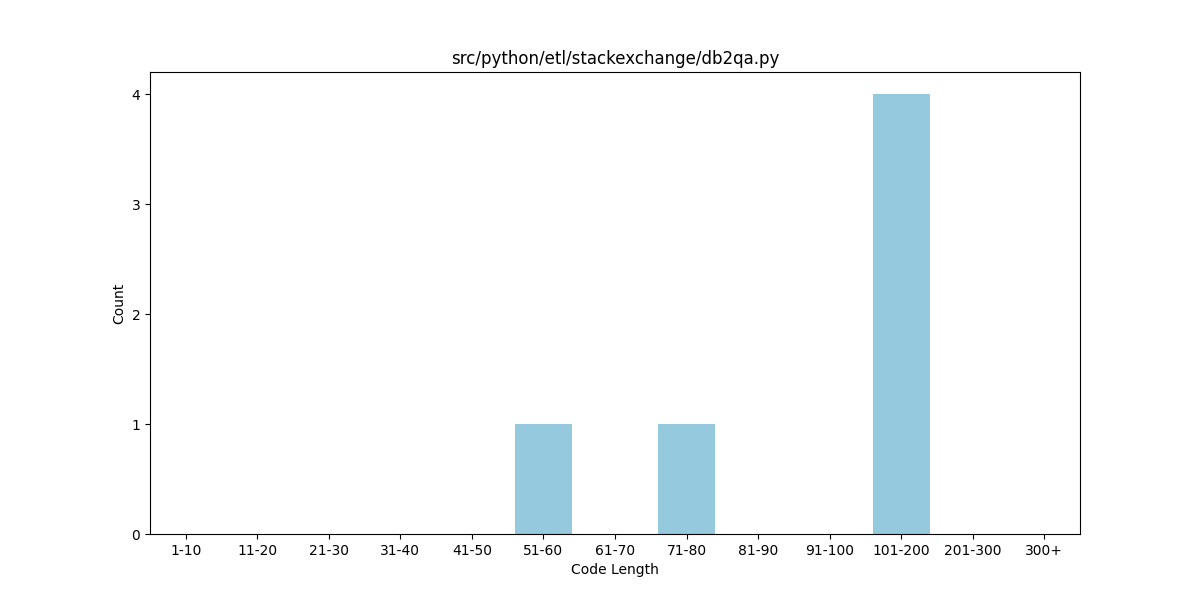 src/python/etl/stackexchange/db2qa.py
4
3
2
1
0
Count
1-10 11-20 21-30 31-40 41-50 51-60 61-70 71-80 81-90 91-100 101-200 201-300 300+
Code Length